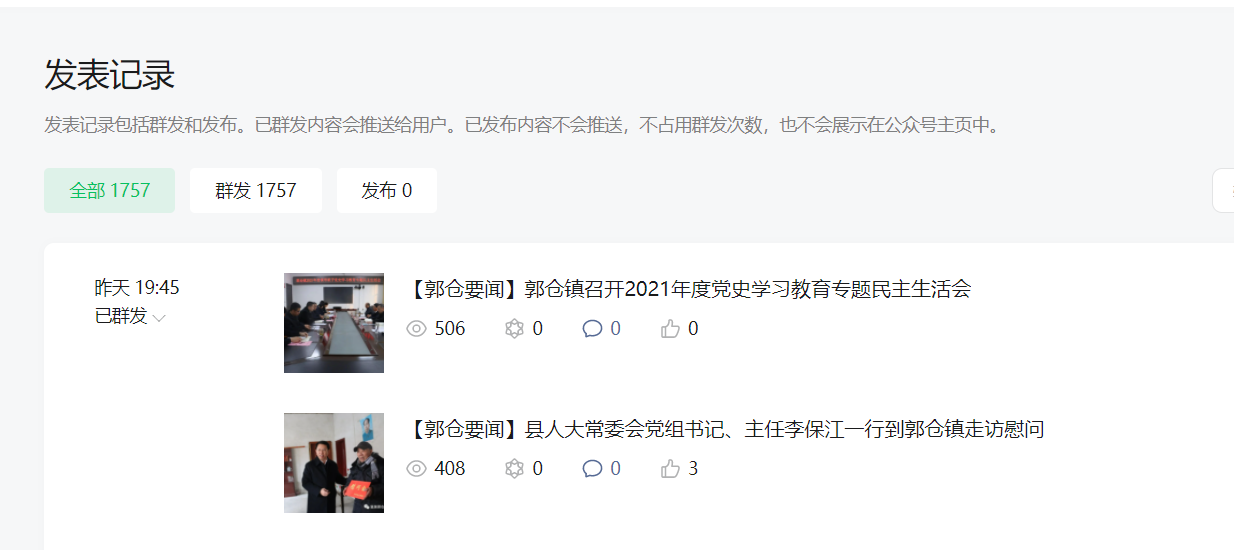 发表记录
发表记录包括群发和发布。已群发内容会推送给用户。已发布内容不会推送，不占用群发次数，也不会展示在公众号主页中。
全部 1757 群发 1757 发布 0
昨天 19:45
已群发
【郭仓要闻】郭仓镇召开2021年度党史学习教育专题民主生活会
506 0 0 0
【郭仓要闻】县人大常委会党组书记、主任李保江一行到郭仓镇走访慰问
408 0 0 3